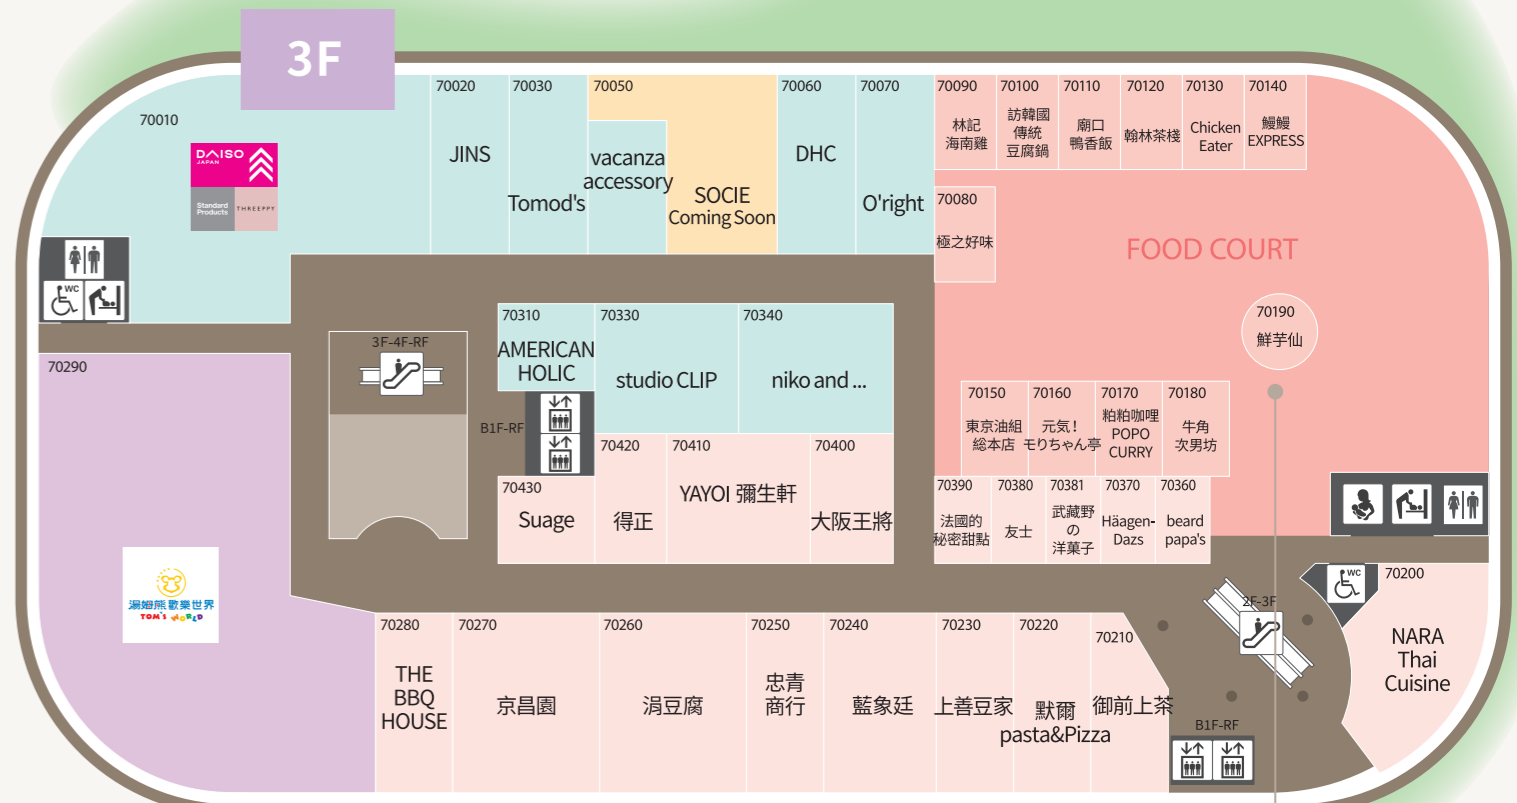 3F
70010
DAISO
JAPAN
Standard
Products
THREEPPY
70020
JINS
70030
Tomod's
70050
vacanza
accessory
SOCIE
Coming Soon
70060
DHC
70070
O'right
70090
林記
海南雞
70100
訪韓國
傳統
豆腐鍋
70110
廟口
鴨香飯
70120
翰林茶棧
70130
Chicken
Eater
70140
鰻鰻
EXPRESS
70080
極之好味
FOOD COURT
70190
鮮芋仙
WC
3F-4F-RF
70310
AMERICAN
HOLIC
70330
studio CLIP
70340
niko and ...
B1F-RF
70290
湯姆熊歡樂世界
TOM'S WORLD
70430
Suage
70420
得正
70410
YAYOI 彌生軒
70400
大阪王將
70150
東京油組
総本店
70160
元気！
モりちゃん亭
70170
粕粕咖哩
POPO
CURRY
70180
牛角
次男坊
70390
法國的
秘密甜點
70380
友士
70381
武藏野
の
洋菓子
70370
Häagen-
Dazs
70360
beard
papa's
WC
70200
NARA
Thai
Cuisine
2F-3F
70280
THE
BBQ
HOUSE
70270
京昌園
70260
涓豆腐
70250
忠青
商行
70240
藍象廷
70230
上善豆家
70220
默爾
pasta&Pizza
70210
御前上茶
B1F-RF